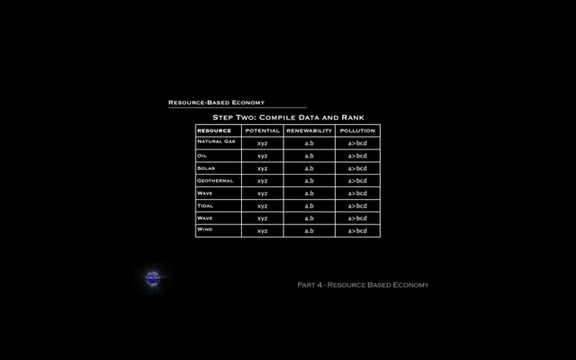 Resource-Based Economy
Step Two: Compile Data and Rank
Resource Potential Renewability Pollution
Natural Gas xyz a.b a>bcd
Oil xyz a.b a>bcd
Solar xyz a.b a>bcd
Geothermal xyz a.b a>bcd
Wave xyz a.b a>bcd
Tidal xyz a.b a>bcd
Wave xyz a.b a>bcd
Wind xyz a.b a>bcd
Part 4 - Resource Based Economy